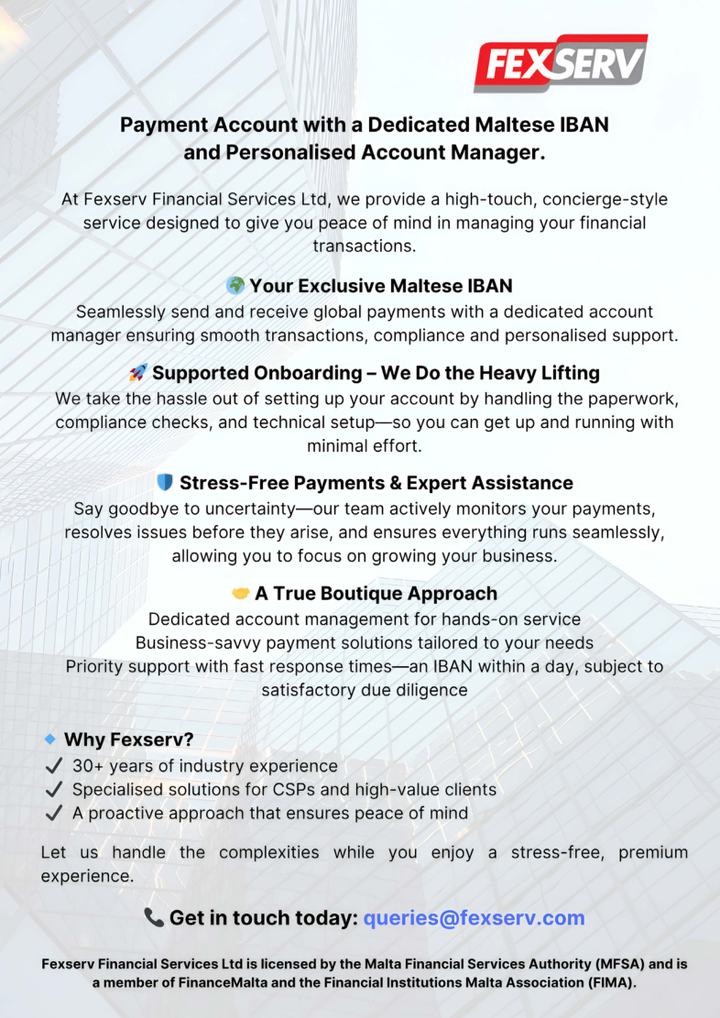 FEXSERV
Payment Account with a Dedicated Maltese IBAN
and Personalised Account Manager.
At Fexserv Financial Services Ltd, we provide a high-touch, concierge-style
service designed to give you peace of mind in managing your financial
transactions.
🌍 Your Exclusive Maltese IBAN
Seamlessly send and receive global payments with a dedicated account
manager ensuring smooth transactions, compliance and personalised support.
🚀 Supported Onboarding – We Do the Heavy Lifting
We take the hassle out of setting up your account by handling the paperwork,
compliance checks, and technical setup—so you can get up and running with
minimal effort.
🛡️ Stress-Free Payments & Expert Assistance
Say goodbye to uncertainty—our team actively monitors your payments,
resolves issues before they arise, and ensures everything runs seamlessly,
allowing you to focus on growing your business.
🤝 A True Boutique Approach
Dedicated account management for hands-on service
Business-savvy payment solutions tailored to your needs
Priority support with fast response times—an IBAN within a day, subject to
satisfactory due diligence
🔹 Why Fexserv?
✔ 30+ years of industry experience
✔ Specialised solutions for CSPs and high-value clients
✔ A proactive approach that ensures peace of mind
Let us handle the complexities while you enjoy a stress-free, premium
experience.
📞 Get in touch today: queries@fexserv.com
Fexserv Financial Services Ltd is licensed by the Malta Financial Services Authority (MFSA) and is
a member of FinanceMalta and the Financial Institutions Malta Association (FIMA).